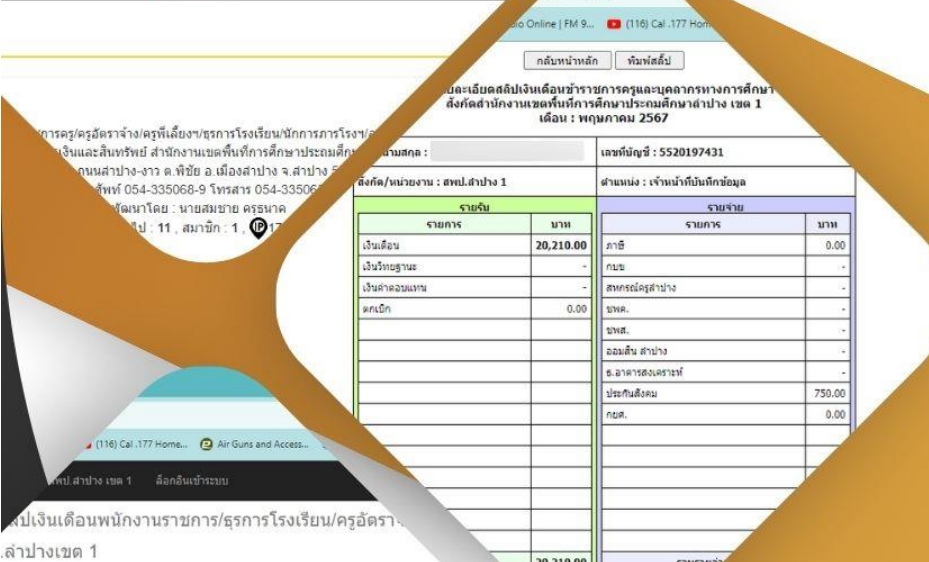 io Online | FM 9... (116) Cal .177 Hom
กลับหน้าหลัก พิมพ์สลิ๊ป
ยละเอียดสลิปเงินเดือนข้าราชการครูและบุคลากรทางการศึกษา
สังกัดสำนักงานเขตพื้นที่การศึกษาประถมศึกษาลำปาง เขต 1
เดือน : พฤษภาคม 2567
การครู/ครูอัตราจ้าง/ครูพี่เลี้ยงฯ/ธุรการโรงเรียน/นักการภารโรงฯ/
เงินและสินทรัพย์ สำนักงานเขตพื้นที่การศึกษาประถมศึก
ถนนลำปาง-งาว ต.พิชัย อ.เมืองลำปาง จ.ลำปาง
ศัพท์ 054-335068-9 โทรสาร 054-33506
พัฒนาโดย : นายสมชาย ครุธนาค
ไป : 11 , สมาชิก : 1 , IP 17
นามสกุล : เลขที่บัญชี : 5520197431
สังกัด/หน่วยงาน : สพป.ลำปาง 1 ตำแหน่ง : เจ้าหน้าที่บันทึกข้อมูล
รายรับ รายจ่าย
รายการ บาท รายการ บาท
เงินเดือน 20,210.00 ภาษี 0.00
เงินวิทยฐานะ - กบข -
เงินค่าตอบแทน - สหกรณ์ครูลำปาง -
ตกเบิก 0.00 ชพค. -
ชพส. -
ออมสิน ลำปาง -
ธ.อาคารสงเคราะห์ -
ประกันสังคม 750.00
กยศ. 0.00
20,210.00
(116) Cal .177 Home... Air Guns and Access...
สพป.ลำปาง เขต 1 ล็อกอินเข้าระบบ
ลิปเงินเดือนพนักงานราชการ/ธุรการโรงเรียน/ครูอัตรา
.ลำปางเขต 1